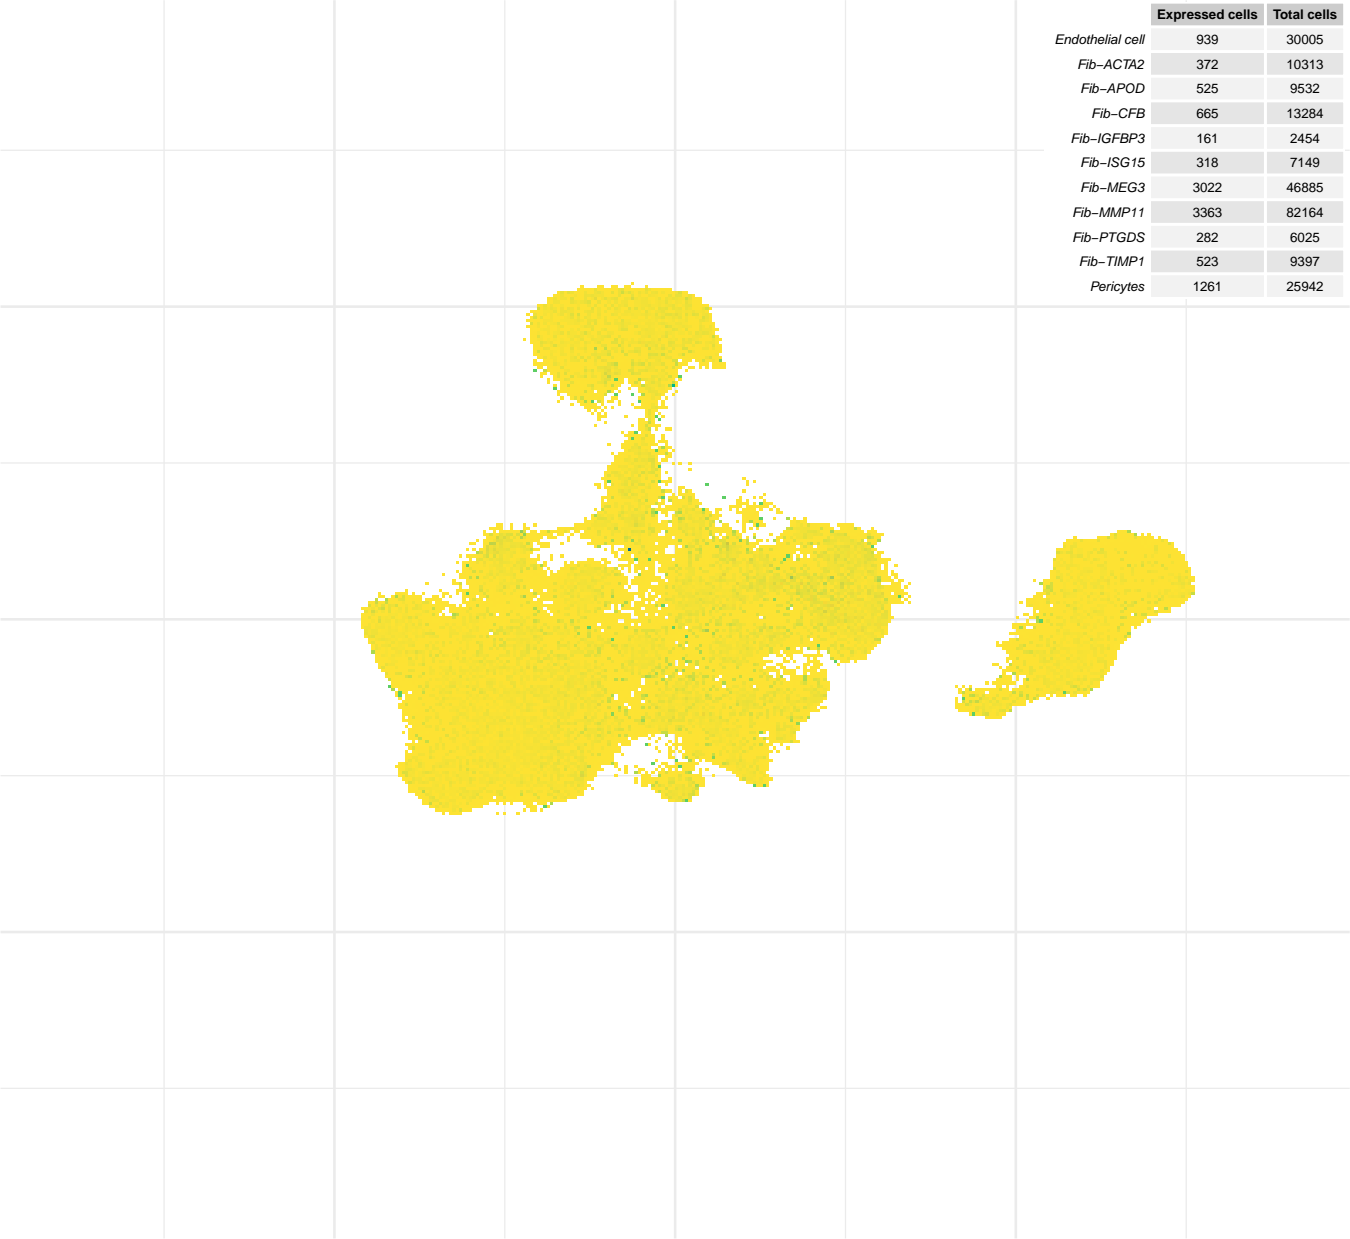 Expressed cells Total cells
Endothelial cell 939 30005
Fib−ACTA2 372 10313
Fib−APOD 525 9532
Fib−CFB 665 13284
Fib−IGFBP3 161 2454
Fib−ISG15 318 7149
Fib−MEG3 3022 46885
Fib−MMP11 3363 82164
Fib−PTGDS 282 6025
Fib−TIMP1 523 9397
Pericytes 1261 25942